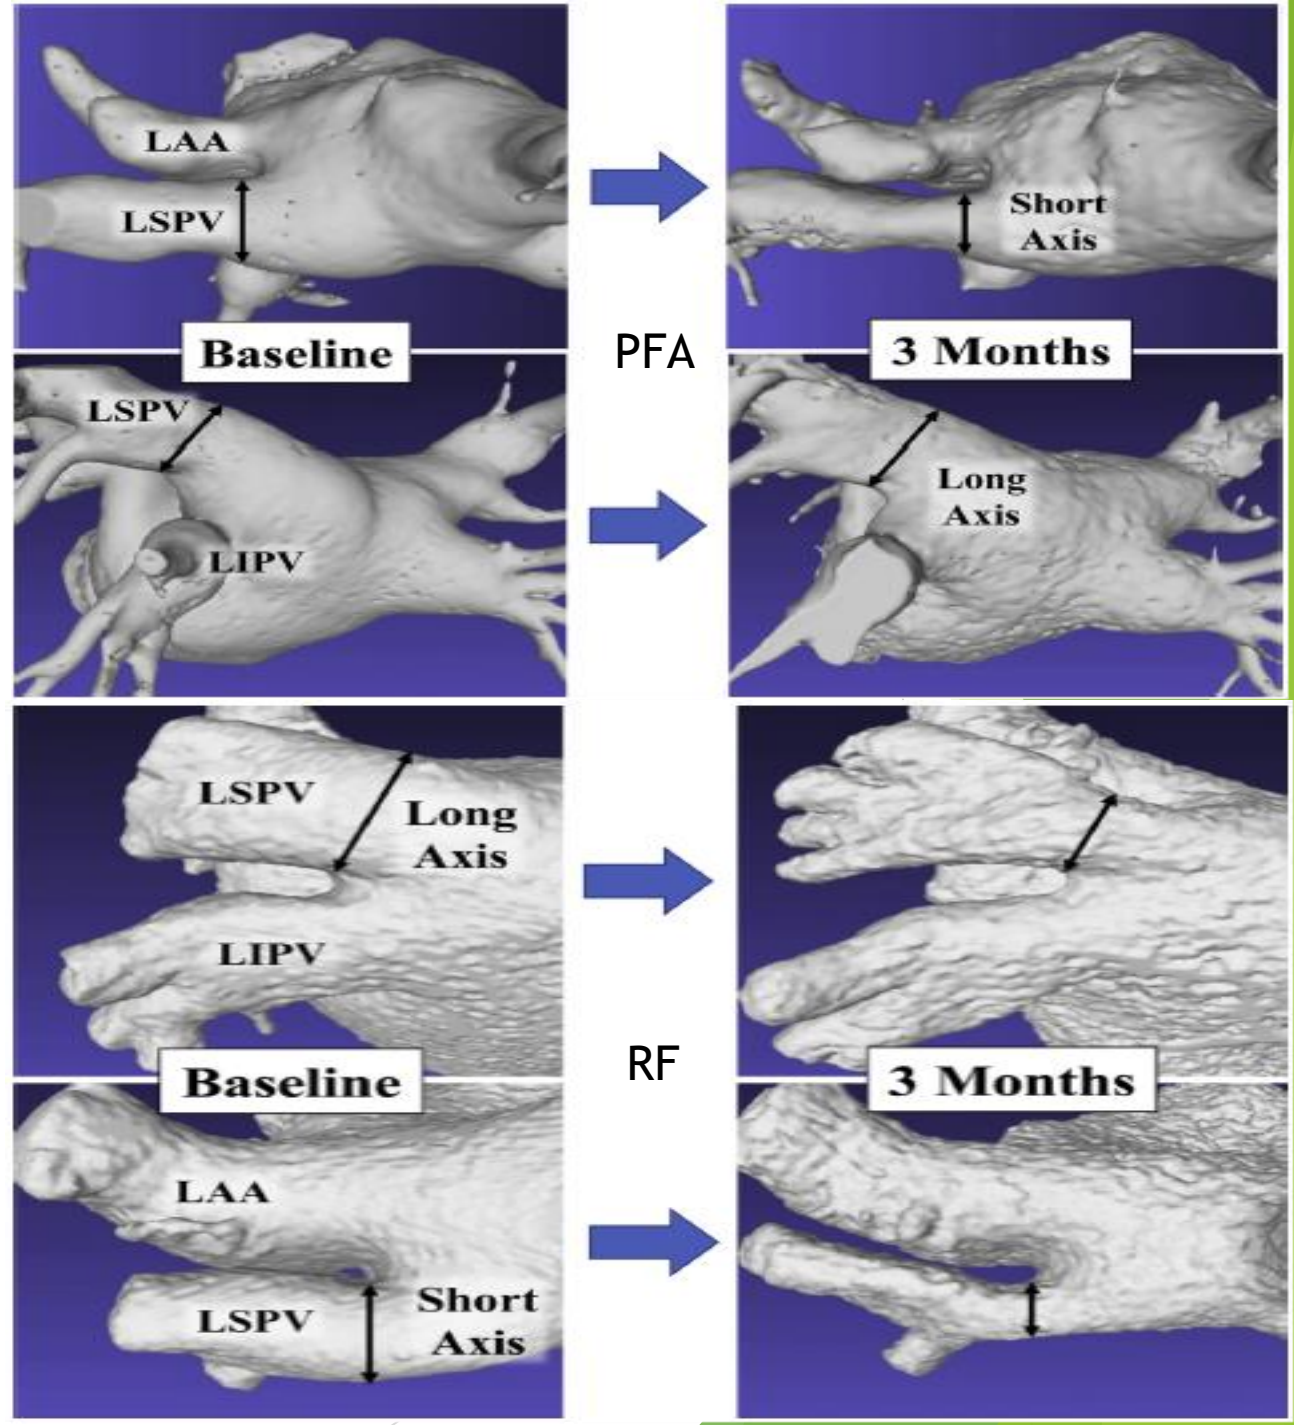 LAA
LSPV
Short
Axis
Baseline
PFA
3 Months
LSPV
LIPV
Long
Axis
LSPV
Long
Axis
LIPV
Baseline
RF
3 Months
LAA
LSPV
Short
Axis